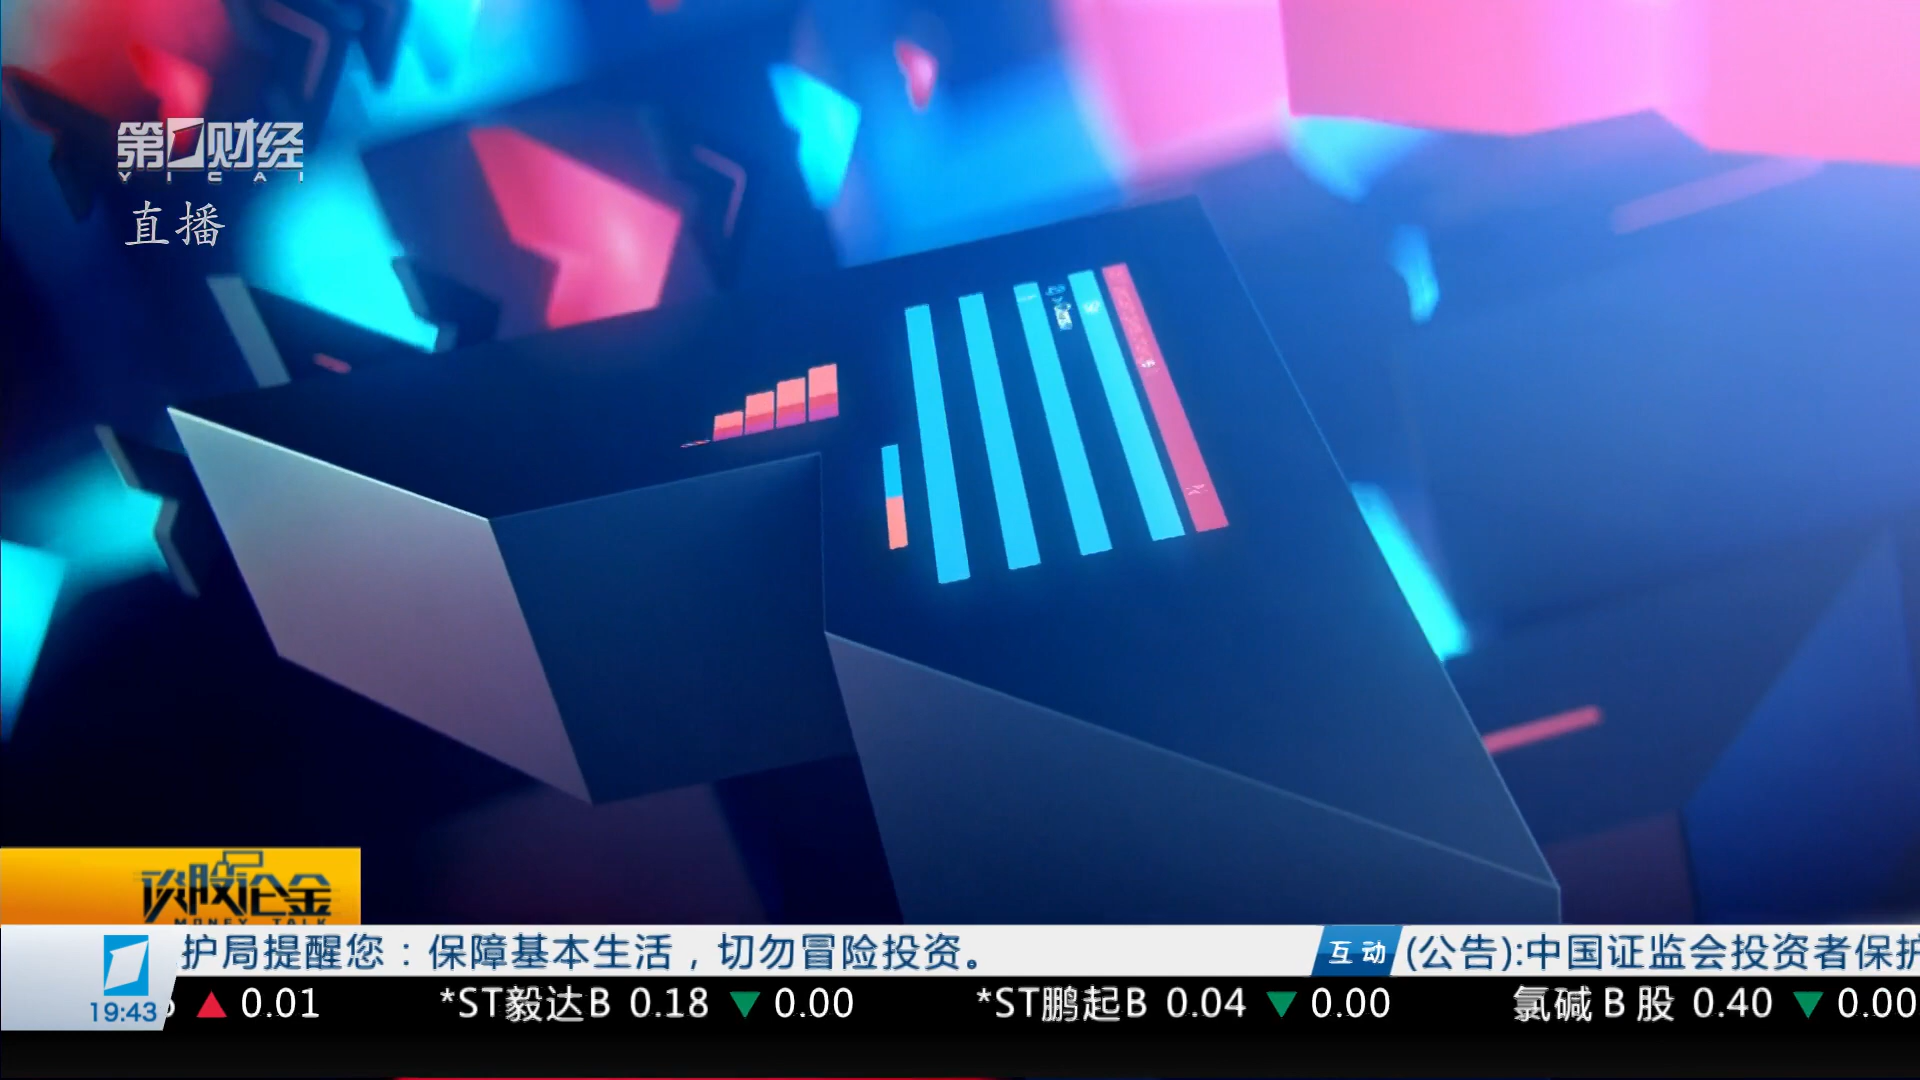 第1财经
YICAI
直播
谈股论金
MONEY TALK
护局提醒您：保障基本生活，切勿冒险投资。 互动 (公告):中国证监会投资者保护
19:43
▲ 0.01 *ST毅达B 0.18 ▼ 0.00 *ST鹏起B 0.04 ▼ 0.00 氯碱B股 0.40 ▼ 0.00